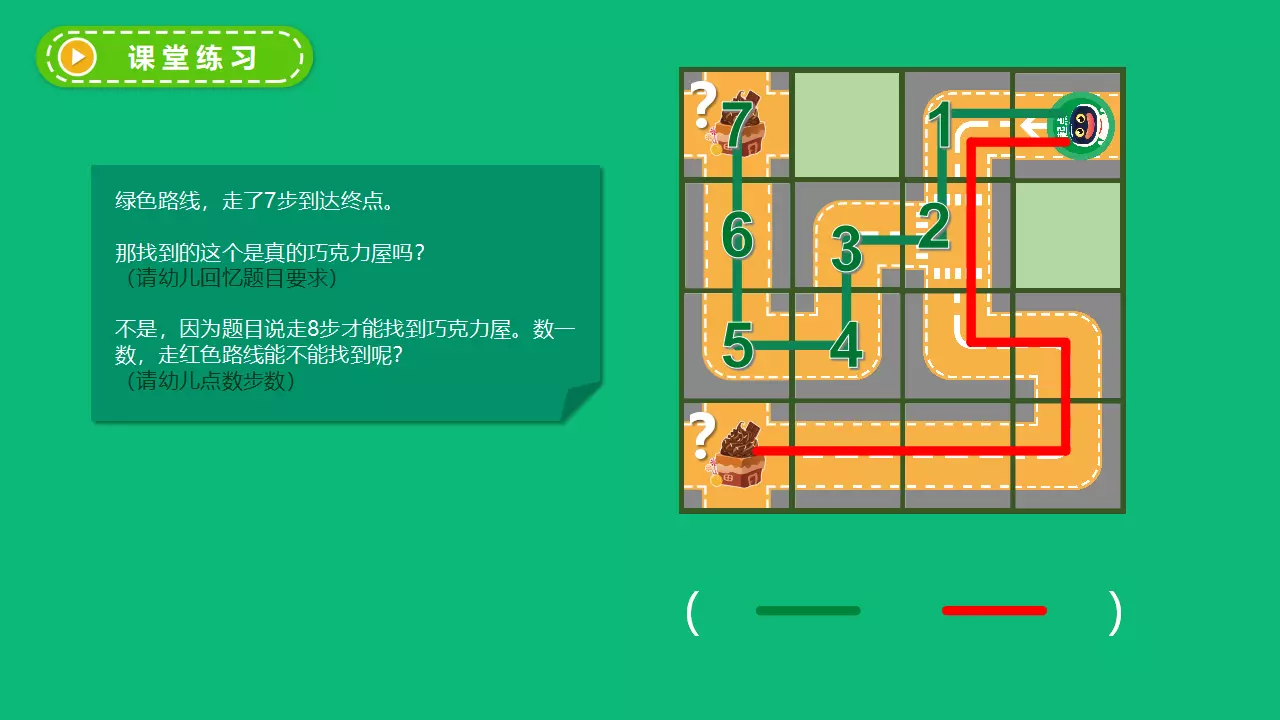 课堂练习
绿色路线，走了7步到达终点。
那找到的这个是真的巧克力屋吗？
（请幼儿回忆题目要求）
不是，因为题目说走8步才能找到巧克力屋。数一
数，走红色路线能不能找到呢？
（请幼儿点数步数）
? 7 1
6 3 2
5 4
?
( )